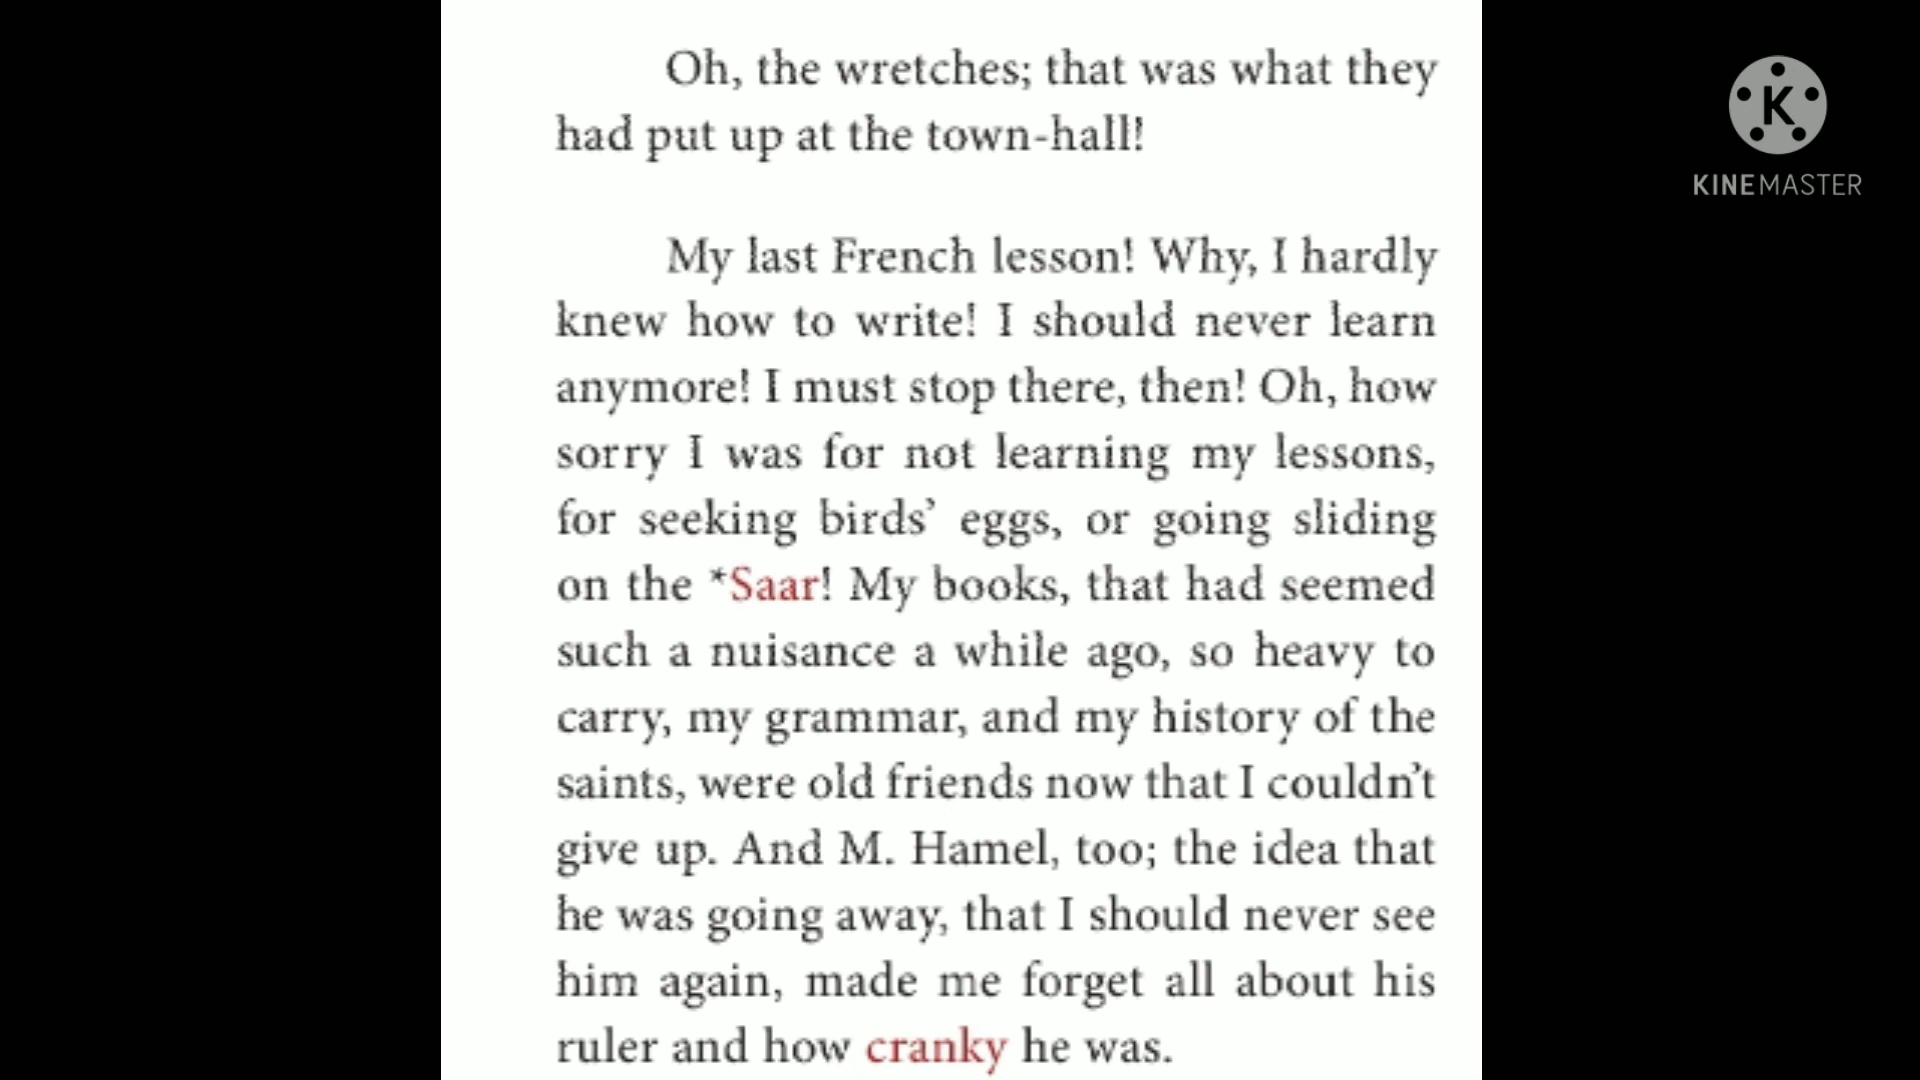 Oh, the wretches; that was what they
had put up at the town-hall!
My last French lesson! Why, I hardly
knew how to write! I should never learn
anymore! I must stop there, then! Oh, how
sorry I was for not learning my lessons,
for seeking birds’ eggs, or going sliding
on the *Saar! My books, that had seemed
such a nuisance a while ago, so heavy to
carry, my grammar, and my history of the
saints, were old friends now that I couldn’t
give up. And M. Hamel, too; the idea that
he was going away, that I should never see
him again, made me forget all about his
ruler and how cranky he was.
K
KINEMASTER